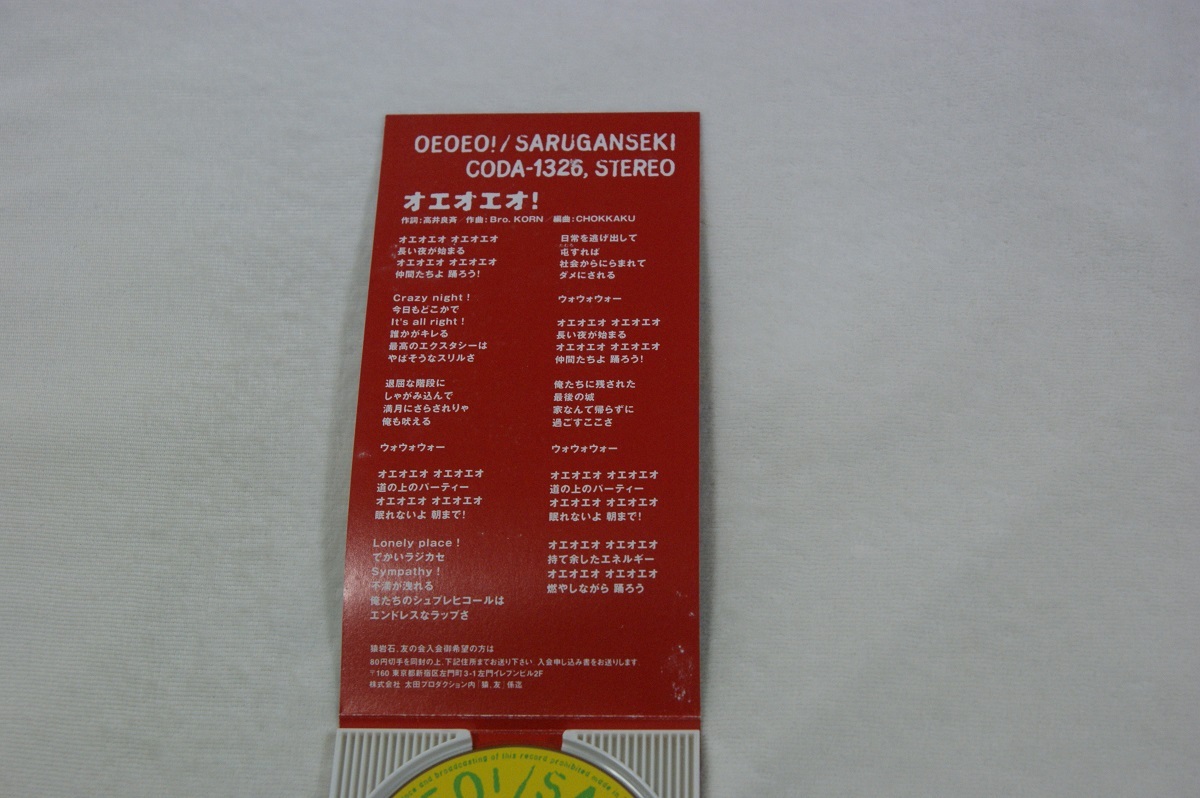 OEOEO!/SARUGANSEKI
CODA-1326, STEREO
オエオエオ!
作詞:高井良斉/作曲:Bro. KORN/編曲:CHOKKAKU
オエオエオ オエオエオ
長い夜が始まる
オエオエオ オエオエオ
仲間たちよ 踊ろう!
Crazy night!
今日もどこかで
It's all right!
誰かがキレる
最高のエクスタシーは
やばそうなスリルさ
退屈な階段に
しゃがみ込んで
満月にさらされりゃ
俺も吠える
ウォウォウォー
オエオエオ オエオエオ
道の上のパーティー
オエオエオ オエオエオ
眠れないよ 朝まで!
Lonely place!
でかいラジカセ
Sympathy!
不満が洩れる
俺たちのシュプレヒコールは
エンドレスなラップさ
日常を逃げ出して
屯すれば
社会からにらまれて
ダメにされる
ウォウォウォー
オエオエオ オエオエオ
長い夜が始まる
オエオエオ オエオエオ
仲間たちよ 踊ろう!
俺たちに残された
最後の城
家なんて帰らずに
過ごすここさ
ウォウォウォー
オエオエオ オエオエオ
道の上のパーティー
オエオエオ オエオエオ
眠れないよ 朝まで!
オエオエオ オエオエオ
持て余したエネルギー
オエオエオ オエオエオ
燃やしながら 踊ろう
猿岩石、友の会入会御希望の方は
80円切手を同封の上、下記住所までお送り下さい 入会申し込み書をお送りします
〒160 東京都新宿区左門町3-1左門イレブンビル2F
株式会社 太田プロダクション内「猿、友」係迄
and broadcasting of this record prohibited made in